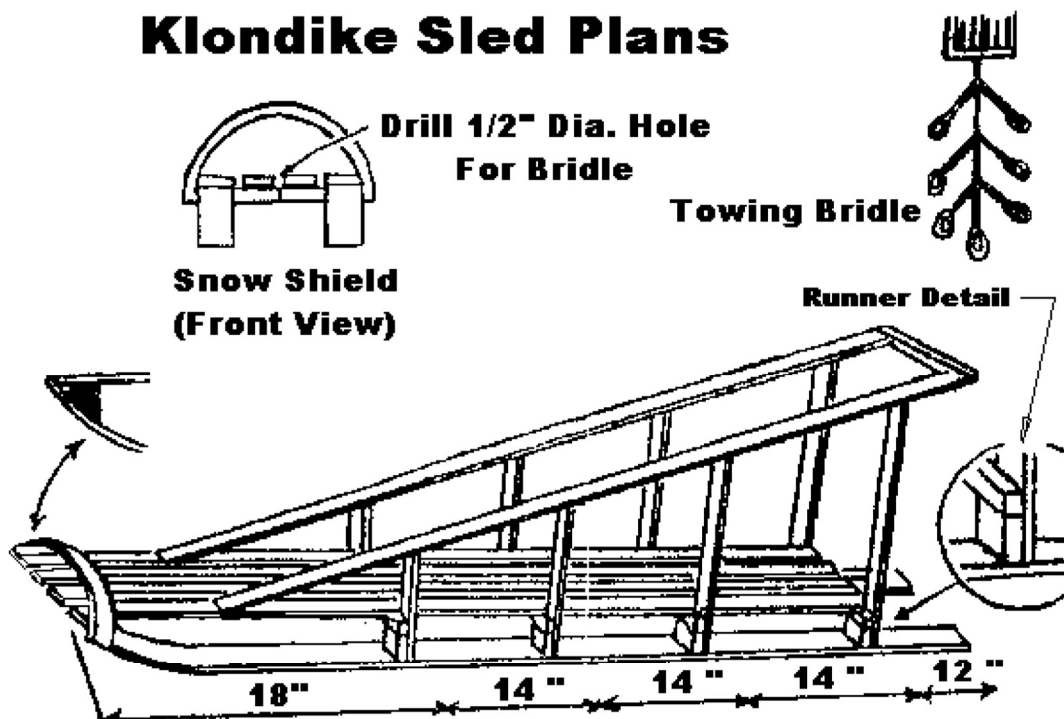 Klondike Sled Plans
Drill 1/2" Dia. Hole
For Bridle
Towing Bridle
Snow Shield
(Front View)
Runner Detail
18" 14 " 14 " 14 " 12 "